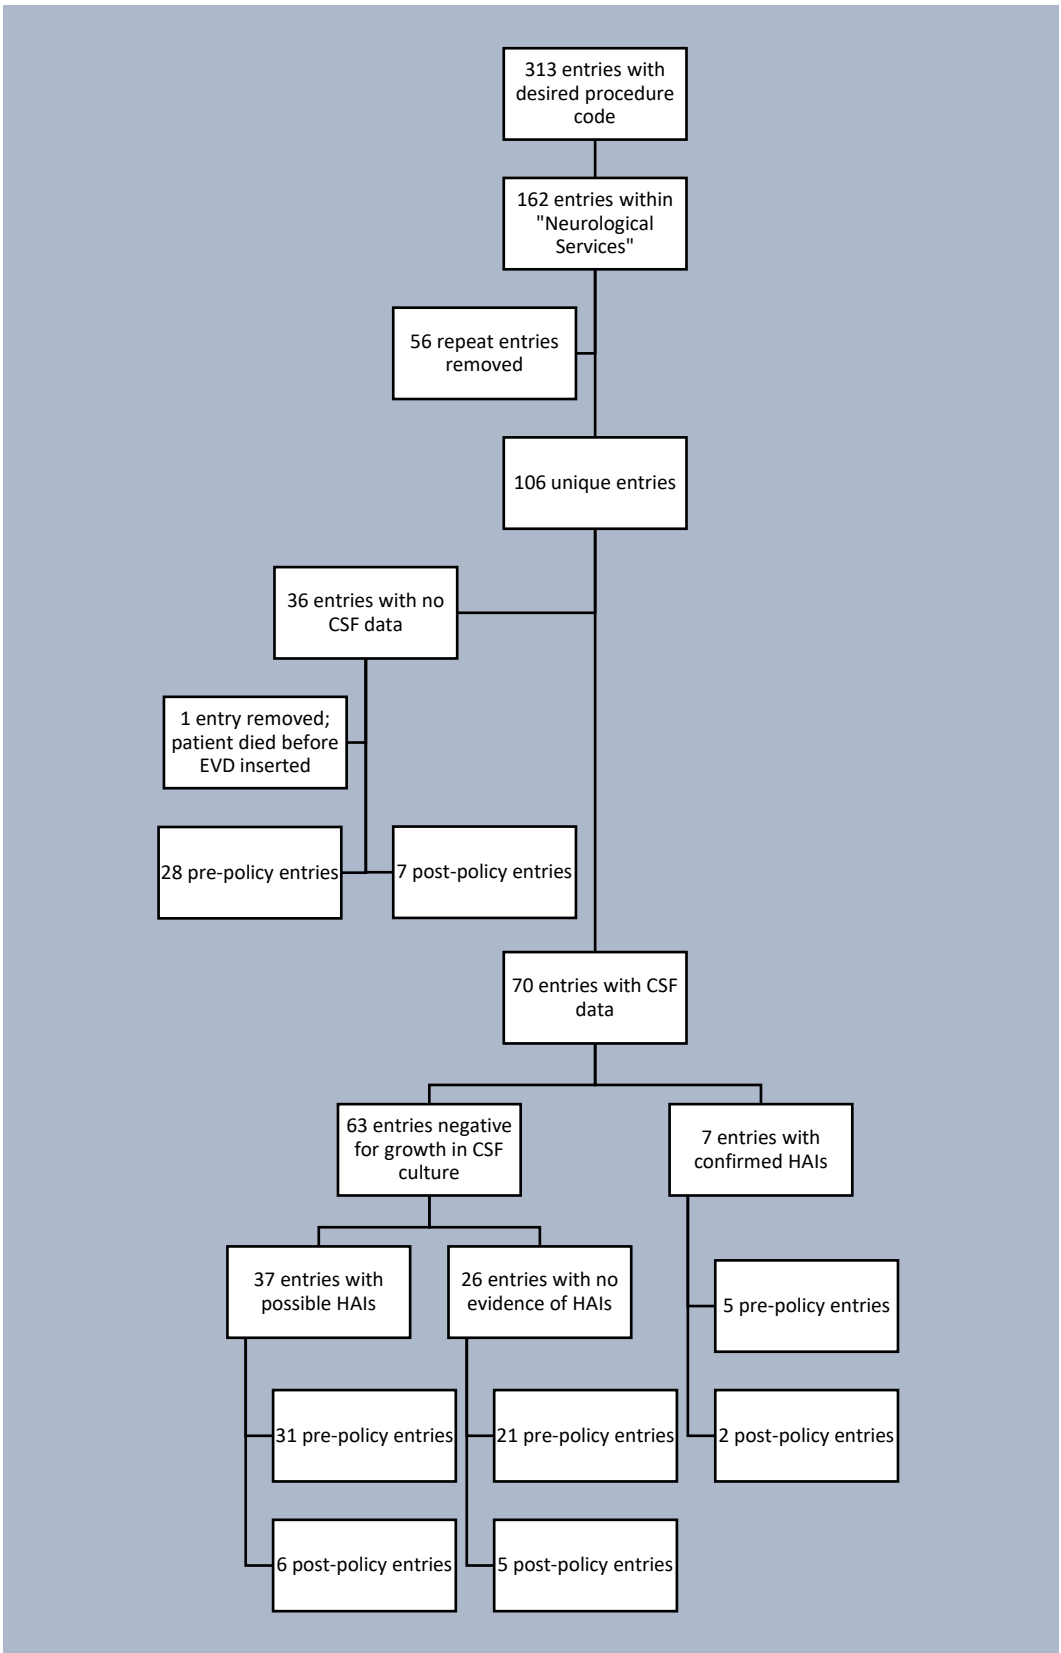 313 entries with
desired procedure
code
162 entries within
"Neurological
Services"
56 repeat entries
removed
106 unique entries
36 entries with no
CSF data
1 entry removed;
patient died before
EVD inserted
28 pre-policy entries
7 post-policy entries
70 entries with CSF
data
63 entries negative
for growth in CSF
culture
7 entries with
confirmed HAIs
37 entries with
possible HAIs
26 entries with no
evidence of HAIs
5 pre-policy entries
31 pre-policy entries
21 pre-policy entries
2 post-policy entries
6 post-policy entries
5 post-policy entries